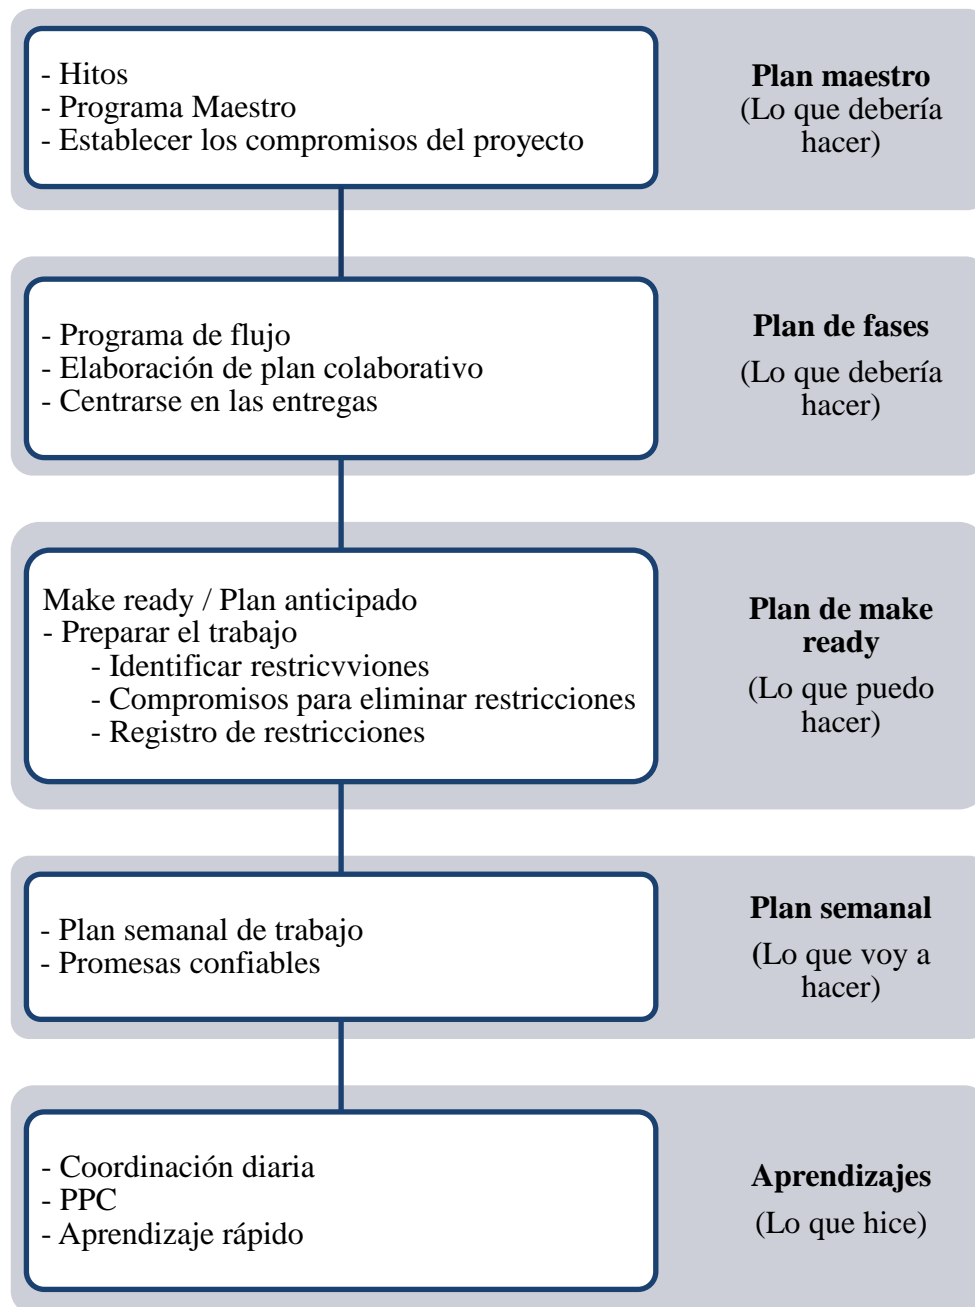 - Hitos
- Programa Maestro
- Establecer los compromisos del proyecto
Plan maestro
(Lo que debería
hacer)
- Programa de flujo
- Elaboración de plan colaborativo
- Centrarse en las entregas
Plan de fases
(Lo que debería
hacer)
Make ready / Plan anticipado
- Preparar el trabajo
- Identificar restricvviones
- Compromisos para eliminar restricciones
- Registro de restricciones
Plan de make
ready
(Lo que puedo
hacer)
- Plan semanal de trabajo
- Promesas confiables
Plan semanal
(Lo que voy a
hacer)
- Coordinación diaria
- PPC
- Aprendizaje rápido
Aprendizajes
(Lo que hice)